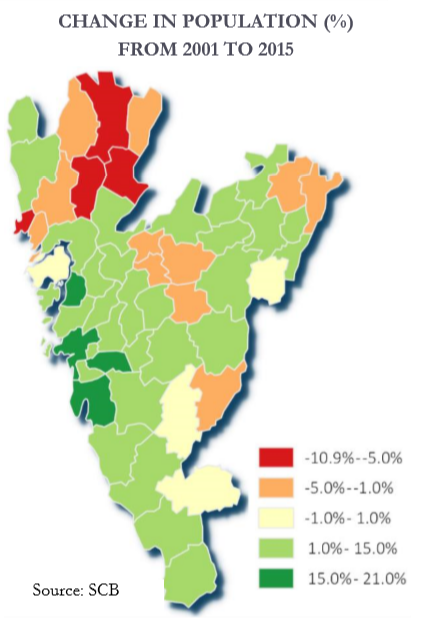 CHANGE IN POPULATION (%)
FROM 2001 TO 2015
-10.9%--5.0%
-5.0%--1.0%
-1.0%- 1.0%
1.0%- 15.0%
15.0%- 21.0%
Source: SCB